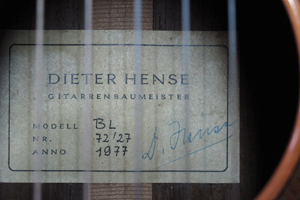 DIETER HENSE
GITARRENBAUMEISTER
MODELL BL
NR. 72/27
ANNO 1977
D. Hense